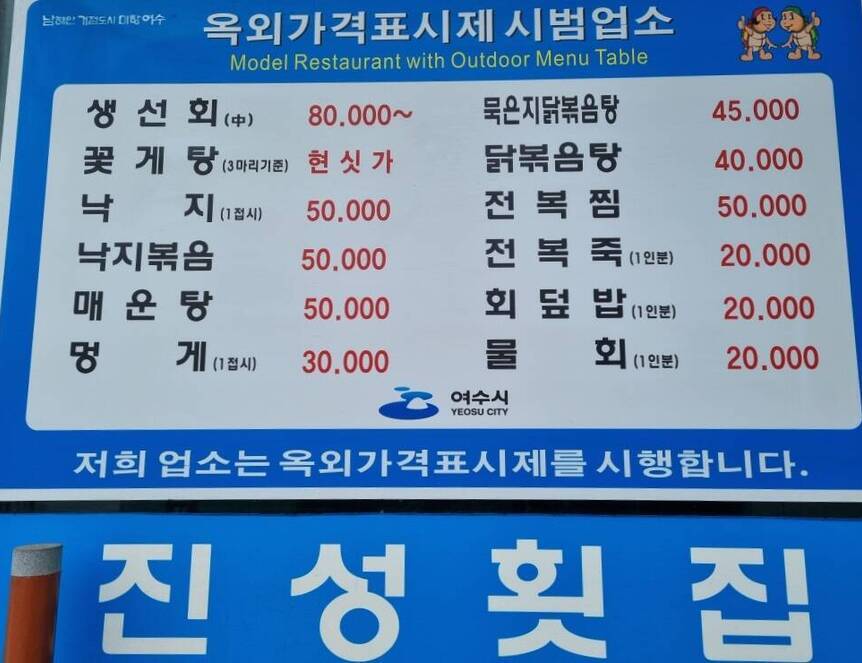 남해안 거점도시 미항여수
옥외가격표시제 시범업소
Model Restaurant with Outdoor Menu Table
생선회(中) 80.000~
꽃게탕(3마리기준) 현싯가
낙지(1접시) 50.000
낙지볶음 50.000
매운탕 50.000
멍게(1접시) 30.000
묵은지닭볶음탕 45.000
닭볶음탕 40.000
전복찜 50.000
전복죽(1인분) 20.000
회덮밥(1인분) 20.000
물회(1인분) 20.000
여수시
YEOSU CITY
저희 업소는 옥외가격표시제를 시행합니다.
진성횟집